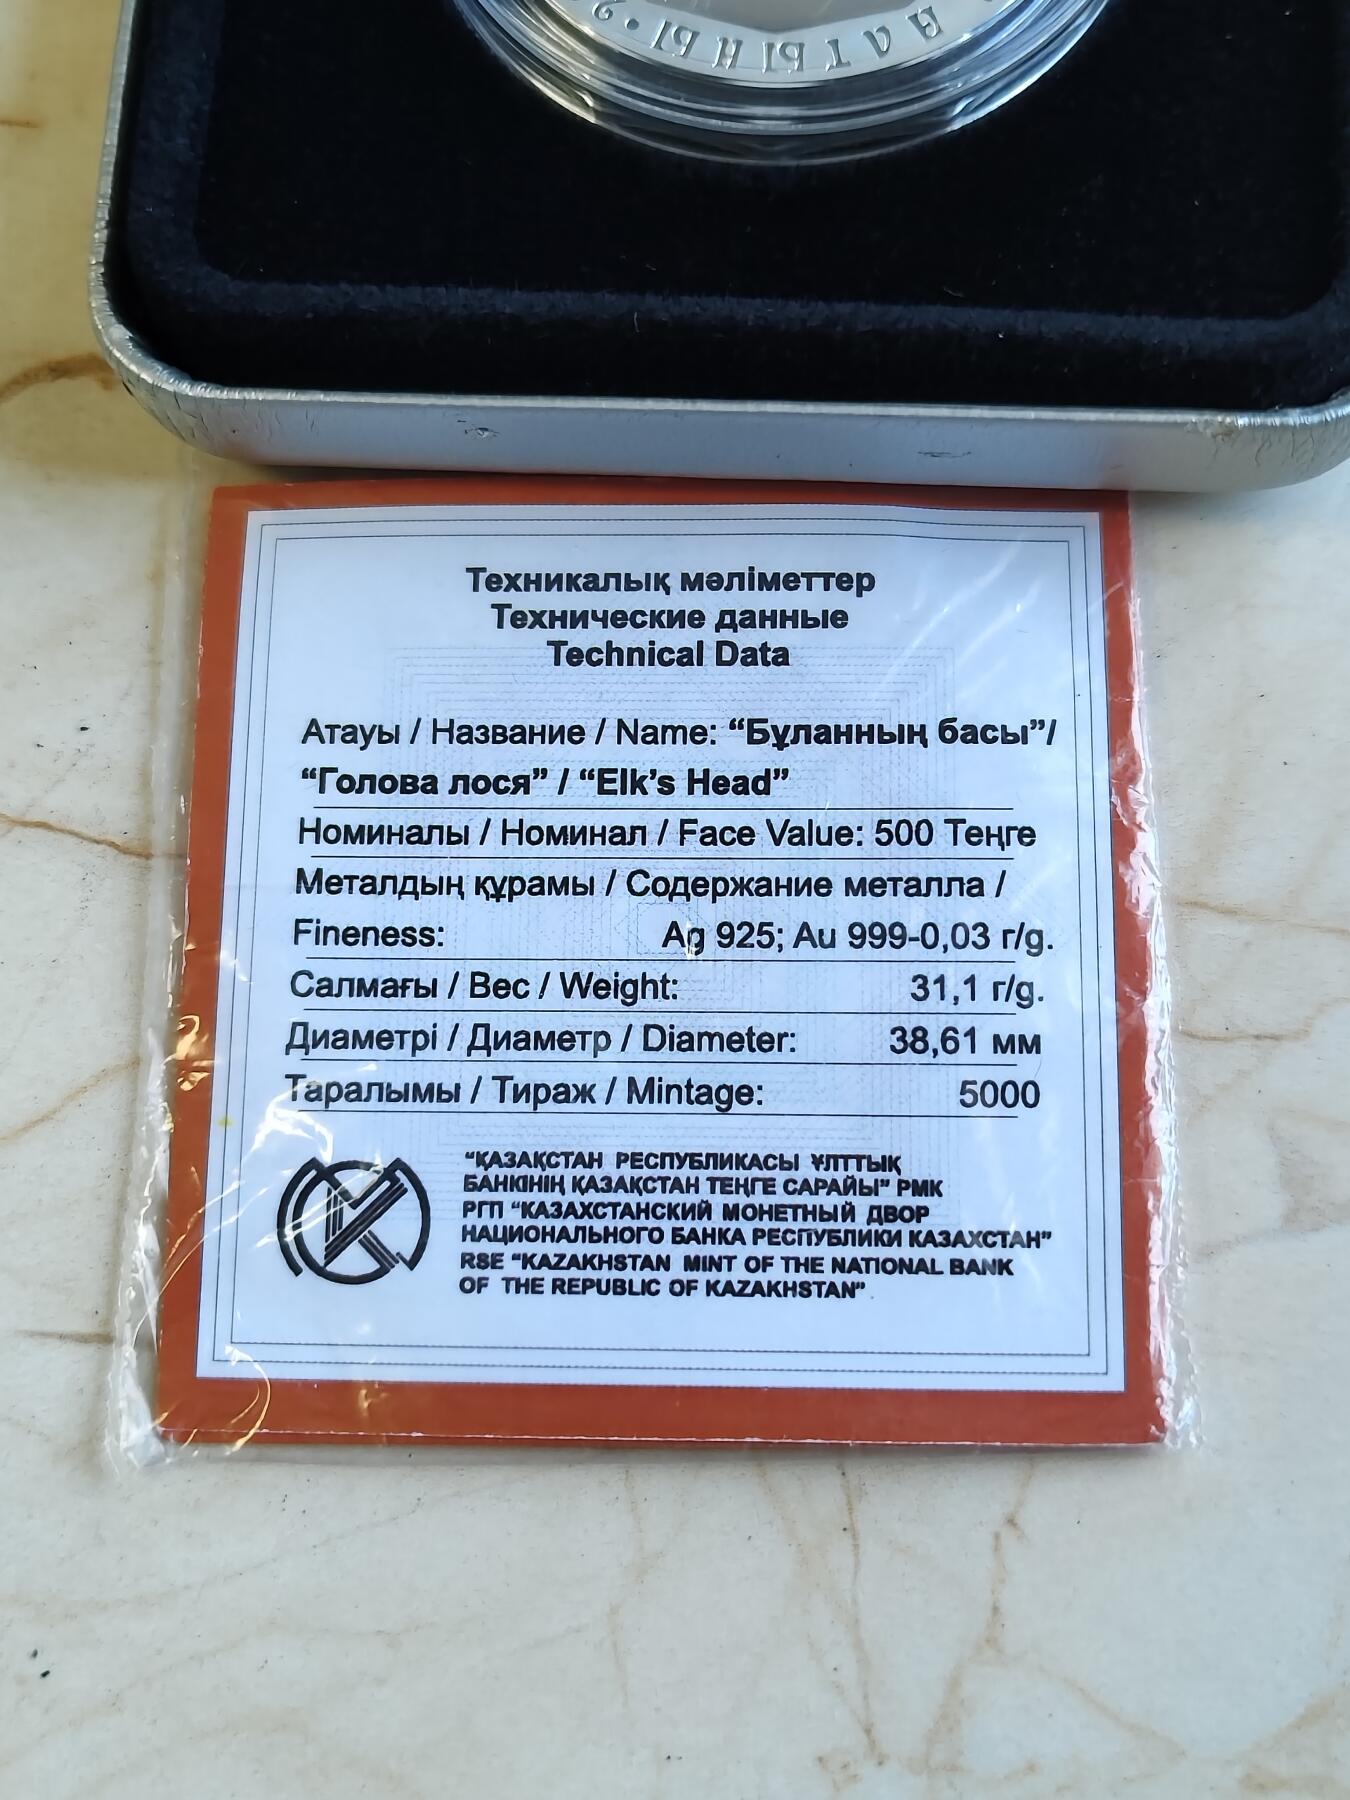 Техникалық мәліметтер
Технические данные
Technical Data
Атауы / Название / Name: “Бұланның басы”/
“Голова лося” / “Elk’s Head”
Номиналы / Номинал / Face Value: 500 Теңге
Металдың құрамы / Содержание металла /
Fineness: Ag 925; Au 999-0,03 г/g.
Салмағы / Вес / Weight: 31,1 г/g.
Диаметрі / Диаметр / Diameter: 38,61 мм
Таралымы / Тираж / Mintage: 5000
“ҚАЗАҚСТАН РЕСПУБЛИКАСЫ ҰЛТТЫҚ
БАНКІНІҢ ҚАЗАҚСТАН ТЕҢГЕ САРАЙЫ” РМК
РГП “КАЗАХСТАНСКИЙ МОНЕТНЫЙ ДВОР
НАЦИОНАЛЬНОГО БАНКА РЕСПУБЛИКИ КАЗАХСТАН”
RSE “KAZAKHSTAN MINT OF THE NATIONAL BANK
OF THE REPUBLIC OF KAZAKHSTAN”